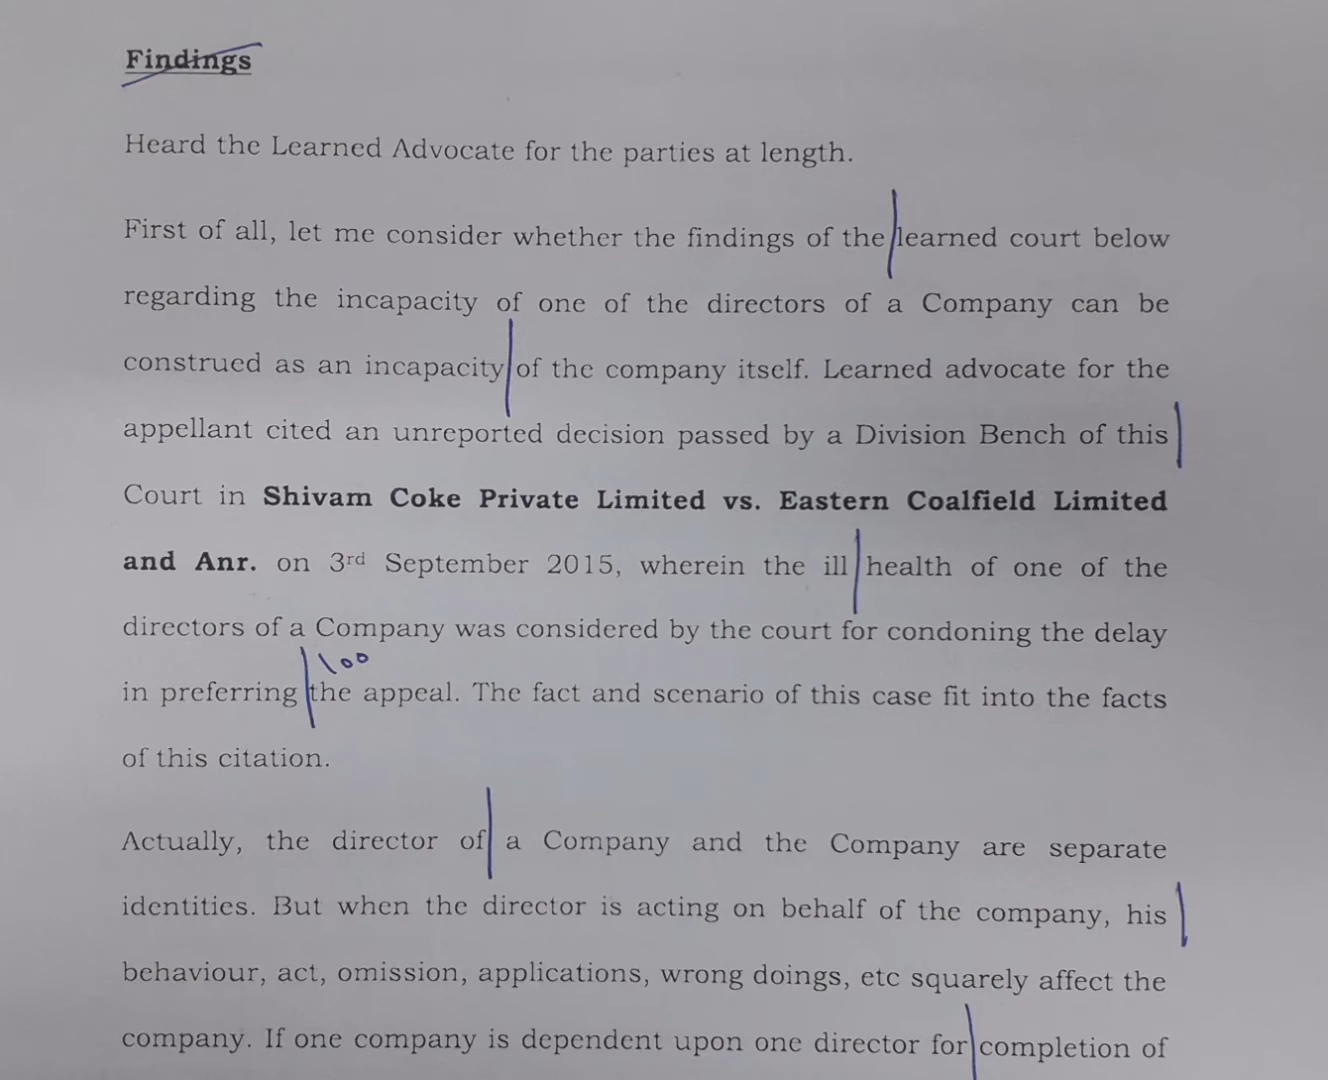 Findings
Heard the Learned Advocate for the parties at length.
First of all, let me consider whether the findings of the learned court below
regarding the incapacity of one of the directors of a Company can be
construed as an incapacity of the company itself. Learned advocate for the
appellant cited an unreported decision passed by a Division Bench of this
Court in Shivam Coke Private Limited vs. Eastern Coalfield Limited
and Anr. on 3rd September 2015, wherein the ill health of one of the
directors of a Company was considered by the court for condoning the delay
100
in preferring the appeal. The fact and scenario of this case fit into the facts
of this citation.
Actually, the director of a Company and the Company are separate
identities. But when the director is acting on behalf of the company, his
behaviour, act, omission, applications, wrong doings, etc squarely affect the
company. If one company is dependent upon one director for completion of